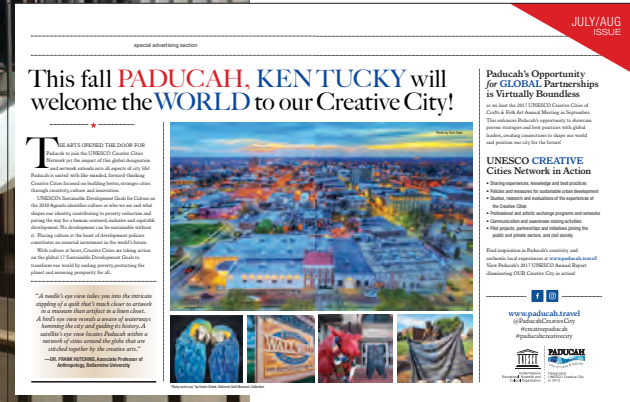 JULY/AUG
ISSUE
special advertising section
This fall PADUCAH, KENTUCKY will
welcome the WORLD to our Creative City!
THE ARTS OPENED THE DOOR FOR
Paducah to join the UNESCO Creative Cities
Network yet the impact of this global designation
and network extends into all aspects of city life!
Paducah is united with like-minded, forward-thinking
Creative Cities focused on building better, stronger cities
through creativity, culture and innovation.
UNESCO's Sustainable Development Goals for Culture on
the 2030 Agenda identifies culture as who we are and what
shapes our identity, contributing to poverty reduction and
paving the way for a human centered, inclusive and equitable
development. No development can be sustainable without
it. Placing culture at the heart of development policies
constitutes an essential investment in the world's future.
With culture at heart, Creative Cities are taking action
on the global 17 Sustainable Development Goals to
transform our world by ending poverty, protecting the
planet and ensuring prosperity for all.
"A needle's eye view takes you into the intricate
stippling of a quilt that's much closer to artwork
in a museum than artifact in a linen closet.
A bird's eye view reveals a weave of waterways
hemming the city and guiding its history. A
satellite's eye view locates Paducah within a
network of cities around the globe that are
stitched together by the creative arts."
—DR. FRANK HUTCHINS, Associate Professor of
Anthropology, Bellarmine University
Paducah's Opportunity
for GLOBAL Partnerships
is Virtually Boundless
as we host the 2017 UNESCO Creative Cities of
Crafts & Folk Art Annual Meeting in September.
This enhances Paducah's opportunity to showcase
proven strategies and best practices with global
leaders, creating connections to shape our world
and position our city for the future!
UNESCO CREATIVE
Cities Network in Action
• Sharing experiences, knowledge and best practices
• Policies and measures for sustainable urban development
• Studies, research and evaluations of the experiences of
the Creative Cities
• Professional and artistic exchange programs and networks
• Communication and awareness-raising activities
• Pilot projects, partnerships and initiatives joining the
public and private sectors, and civil society
Find inspiration in Paducah's creativity and
authentic local experiences at www.paducah.travel
View Paducah's 2017 UNESCO Annual Report
illuminating OUR Creative City in action!
www.paducah.travel
@PaducahCreativeCity
#creativepaducah
#paducahcreativecity
UNESCO
United Nations
Educational, Scientific and
Cultural Organization
PADUCAH
Designated
UNESCO Creative City
in 2013